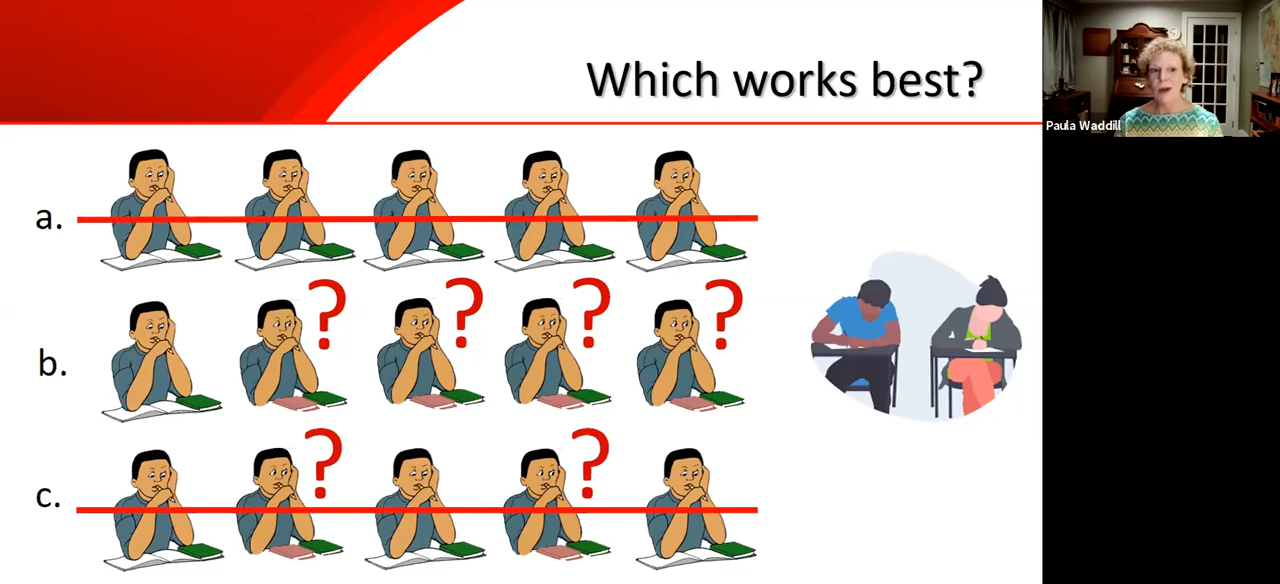 Which works best?
Paula Waddill
a.
b.
? ? ? ?
c.
? ?